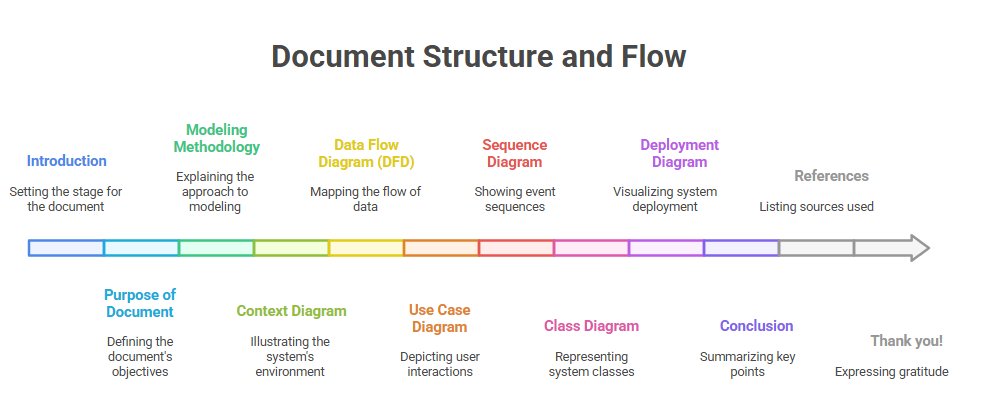 Document Structure and Flow
Introduction
Setting the stage for
the document
Modeling
Methodology
Explaining the
approach to
modeling
Data Flow
Diagram (DFD)
Mapping the flow of
data
Sequence
Diagram
Showing event
sequences
Deployment
Diagram
Visualizing system
deployment
References
Listing sources used
Purpose of
Document
Defining the
document's
objectives
Context Diagram
Illustrating the
system's
environment
Use Case
Diagram
Depicting user
interactions
Class Diagram
Representing
system classes
Conclusion
Summarizing key
points
Thank you!
Expressing gratitude